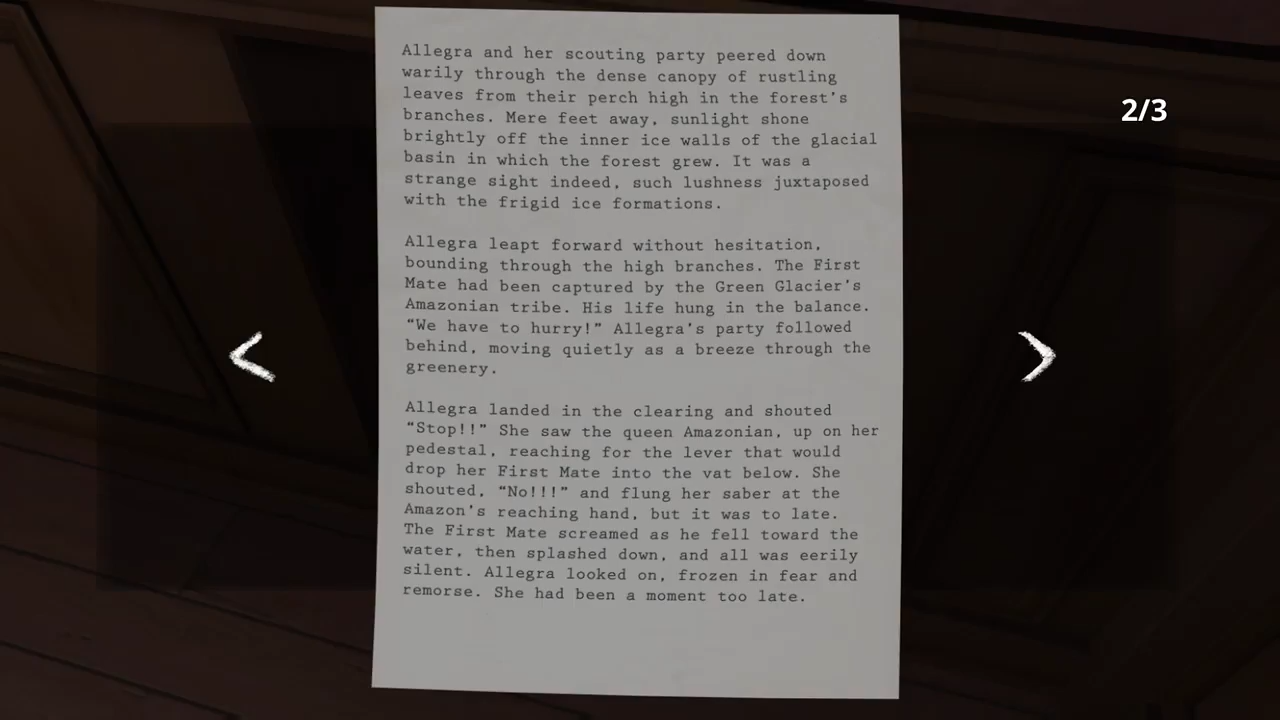 Allegra and her scouting party peered down
warily through the dense canopy of rustling
leaves from their perch high in the forest's
branches. Mere feet away, sunlight shone
brightly off the inner ice walls of the glacial
basin in which the forest grew. It was a
strange sight indeed, such lushness juxtaposed
with the frigid ice formations.
Allegra leapt forward without hesitation,
bounding through the high branches. The First
Mate had been captured by the Green Glacier's
Amazonian tribe. His life hung in the balance.
“We have to hurry!” Allegra's party followed
behind, moving quietly as a breeze through the
greenery.
Allegra landed in the clearing and shouted
“Stop!!” She saw the queen Amazonian, up on her
pedestal, reaching for the lever that would
drop her First Mate into the vat below. She
shouted, “No!!!” and flung her saber at the
Amazon's reaching hand, but it was to late.
The First Mate screamed as he fell toward the
water, then splashed down, and all was eerily
silent. Allegra looked on, frozen in fear and
remorse. She had been a moment too late.
2/3